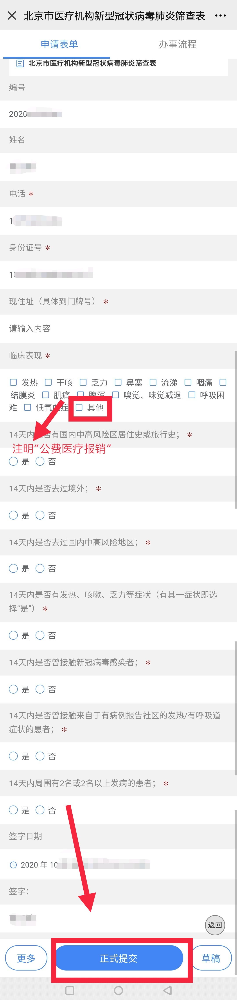 北京市医疗机构新型冠状病毒肺炎筛查表
申请表单 办事流程
北京市医疗机构新型冠状病毒肺炎筛查表
编号
2020
姓名
电话 *
1
身份证号 *
13
现住址（具体到门牌号） *
请输入内容
临床表现 *
发热 干咳 乏力 鼻塞 流涕 咽痛
结膜炎 肌痛 腹泻 嗅觉、味觉减退 呼吸困
难 低氧血症 其他
14天内是否有国内中高风险区居住史或旅行史； *
注明“公费医疗报销”
是 否
14天内是否去过境外； *
是 否
14天内是否去过国内中高风险地区； *
是 否
14天内是否有发热、咳嗽、乏力等症状（有其一症状即选
择“是”） *
是 否
14天内是否曾接触新冠病毒感染者； *
是 否
14天内是否曾接触来自于有病例报告社区的发热/有呼吸道
症状的患者； *
是 否
14天内周围有2名或2名以上发病的患者； *
是 否
签字日期
2020 年 10
签字：
返回
更多 正式提交 草稿